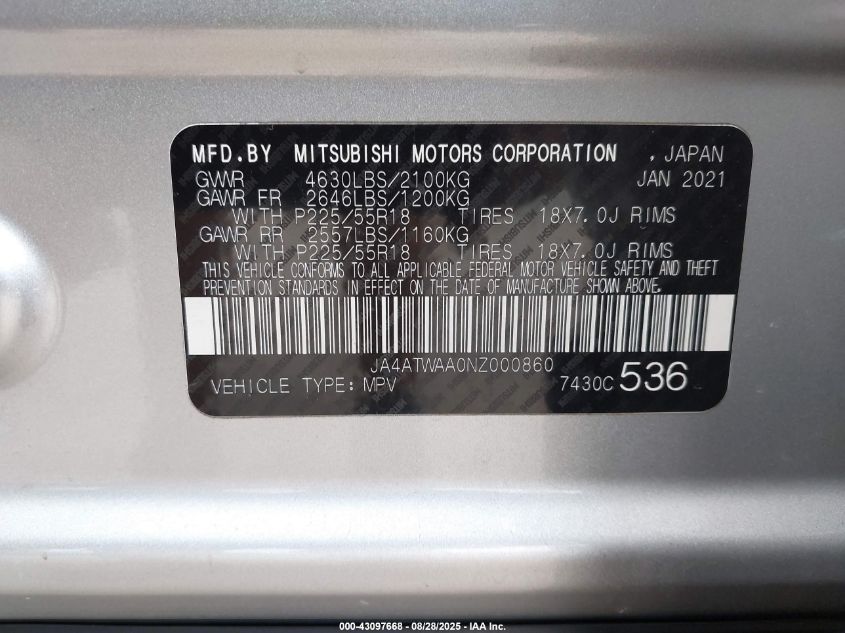 MFD.BY MITSUBISHI MOTORS CORPORATION , JAPAN
GVWR 4630LBS/2100KG JAN 2021
GAWR FR 2646LBS/1200KG
WITH P225/55R18 TIRES 18X7.0J RIMS
GAWR RR 2557LBS/1160KG
WITH P225/55R18 TIRES 18X7.0J RIMS
THIS VEHICLE CONFORMS TO ALL APPLICABLE FEDERAL MOTOR VEHICLE SAFETY AND THEFT
PREVENTION STANDARDS IN EFFECT ON THE DATE OF MANUFACTURE SHOWN ABOVE.
JA4ATWAA0NZ000860
VEHICLE TYPE: MPV 7430C 536
000-43097668 - 08/28/2025 - IAA Inc.